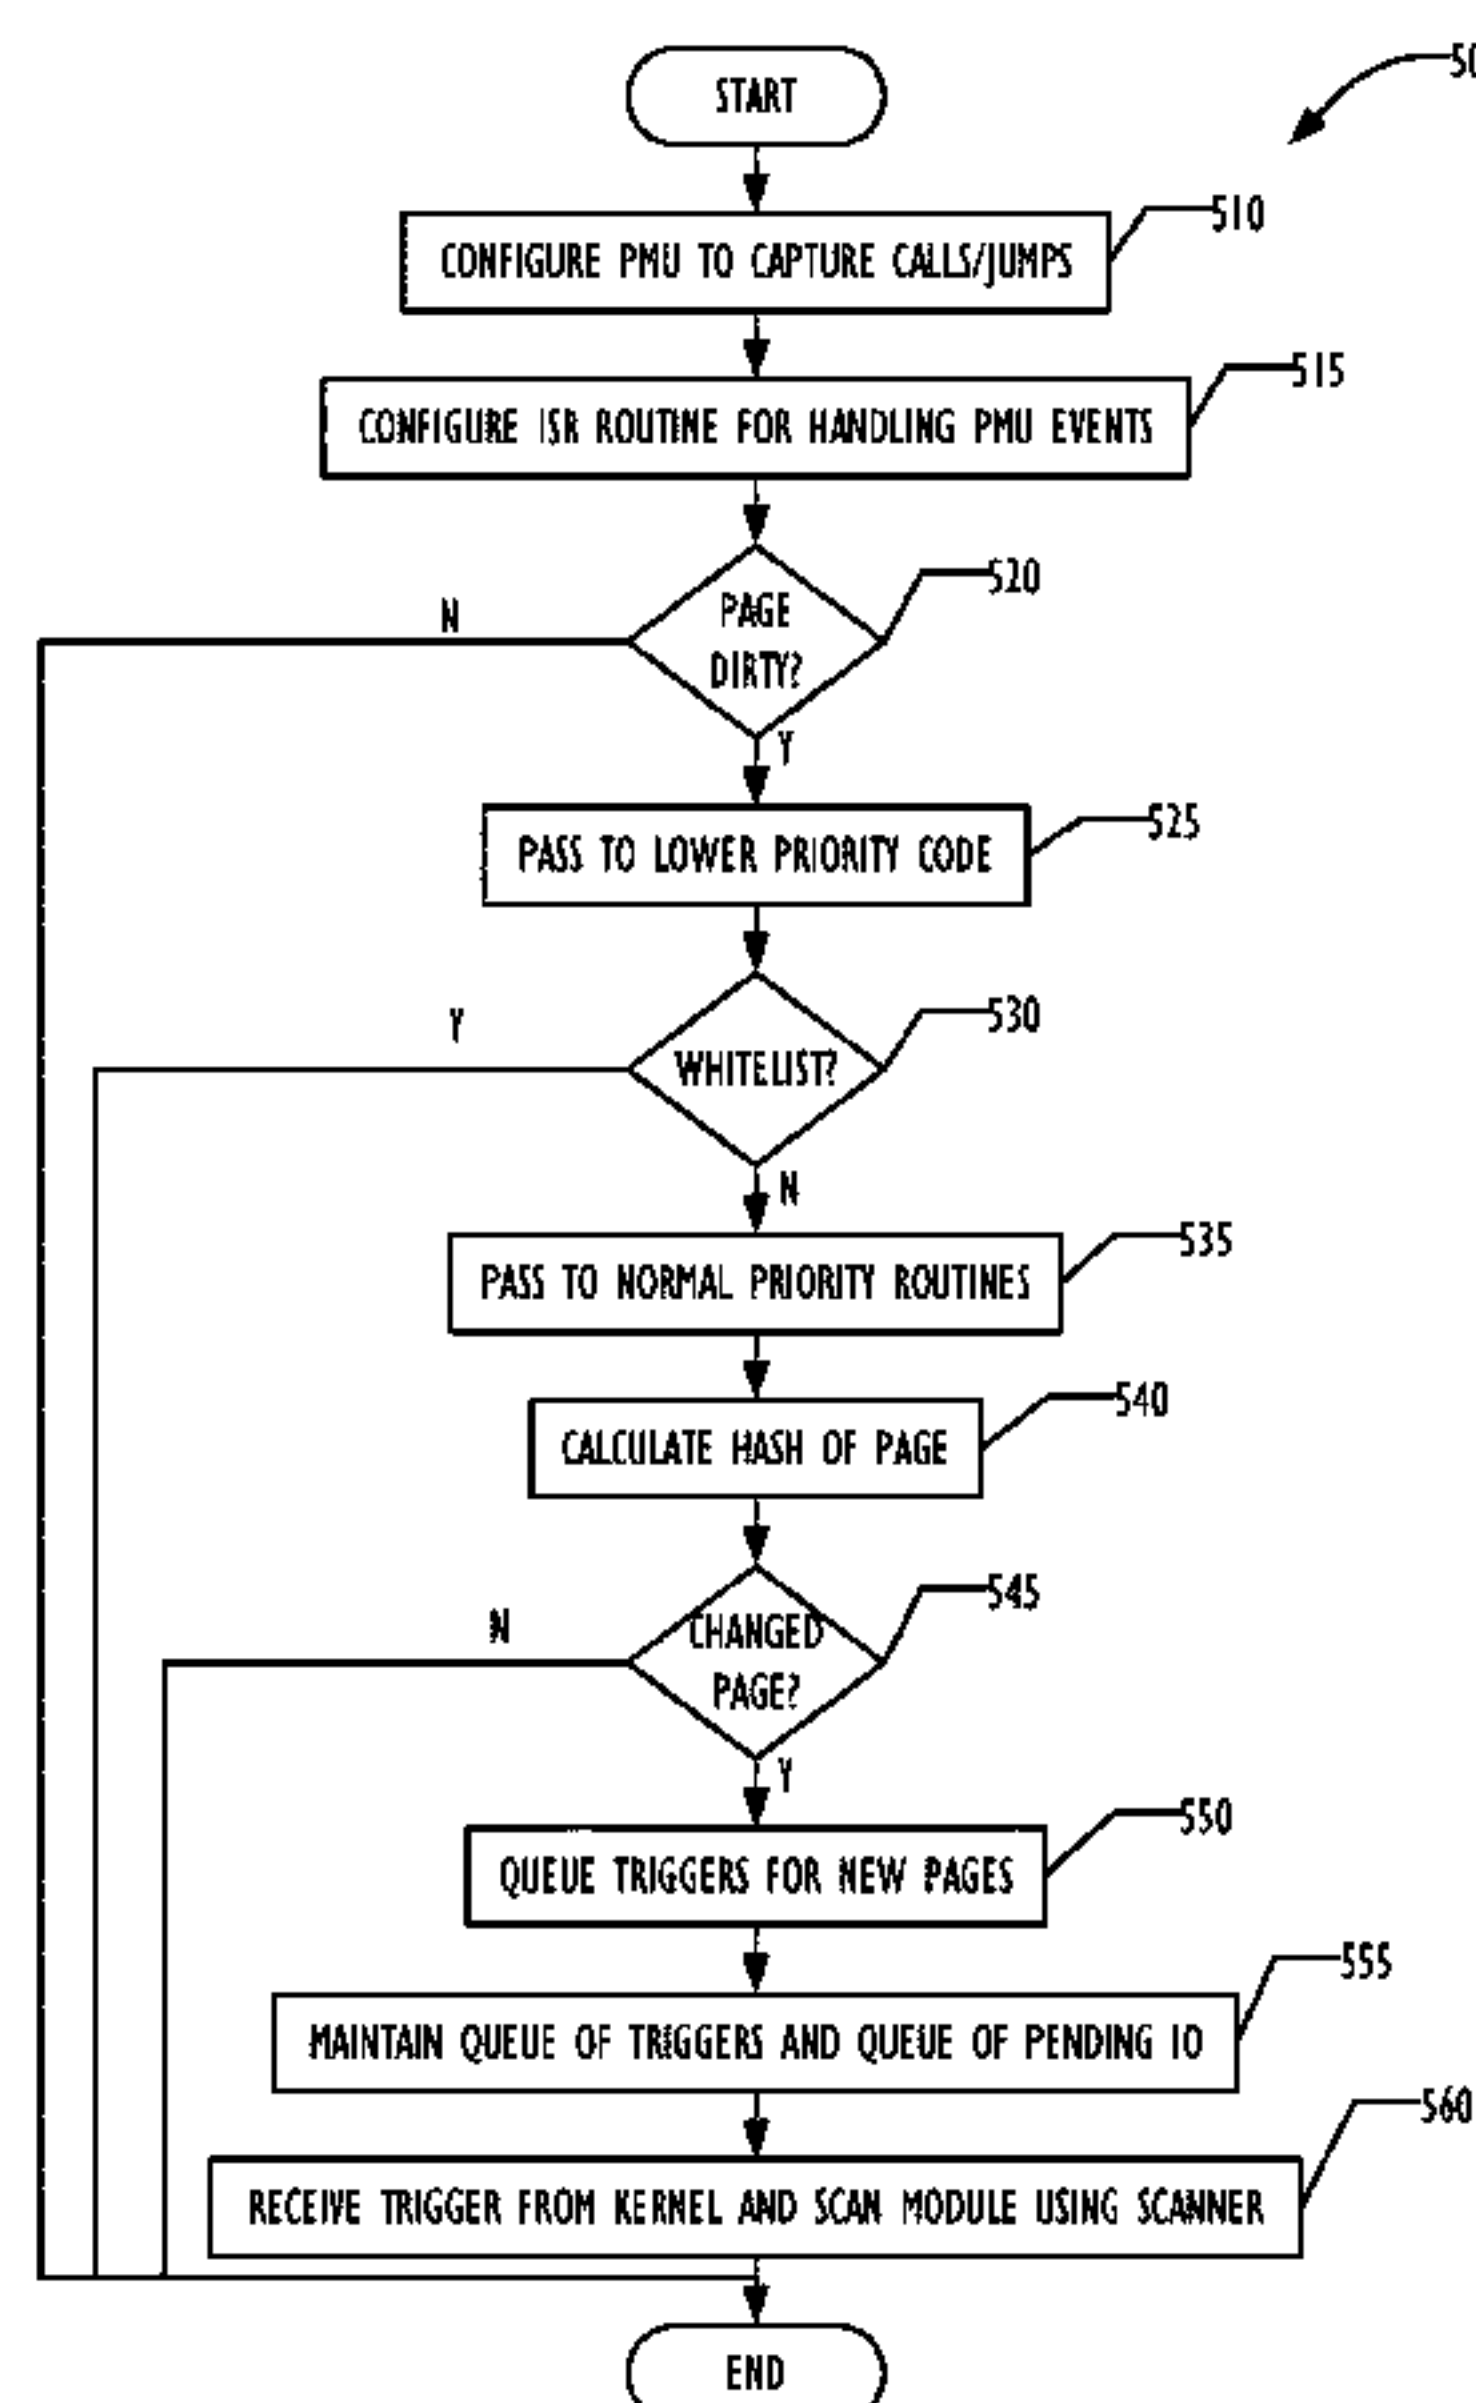 START
50
510
CONFIGURE PMU TO CAPTURE CALLS/JUMPS
515
CONFIGURE ISR ROUTINE FOR HANDLING PMU EVENTS
520
N
PAGE
DIRTY?
Y
525
PASS TO LOWER PRIORITY CODE
530
Y
WHITELIST?
N
535
PASS TO NORMAL PRIORITY ROUTINES
540
CALCULATE HASH OF PAGE
545
N
CHANGED
PAGE?
Y
550
QUEUE TRIGGERS FOR NEW PAGES
555
MAINTAIN QUEUE OF TRIGGERS AND QUEUE OF PENDING IO
560
RECEIVE TRIGGER FROM KERNEL AND SCAN MODULE USING SCANNER
END